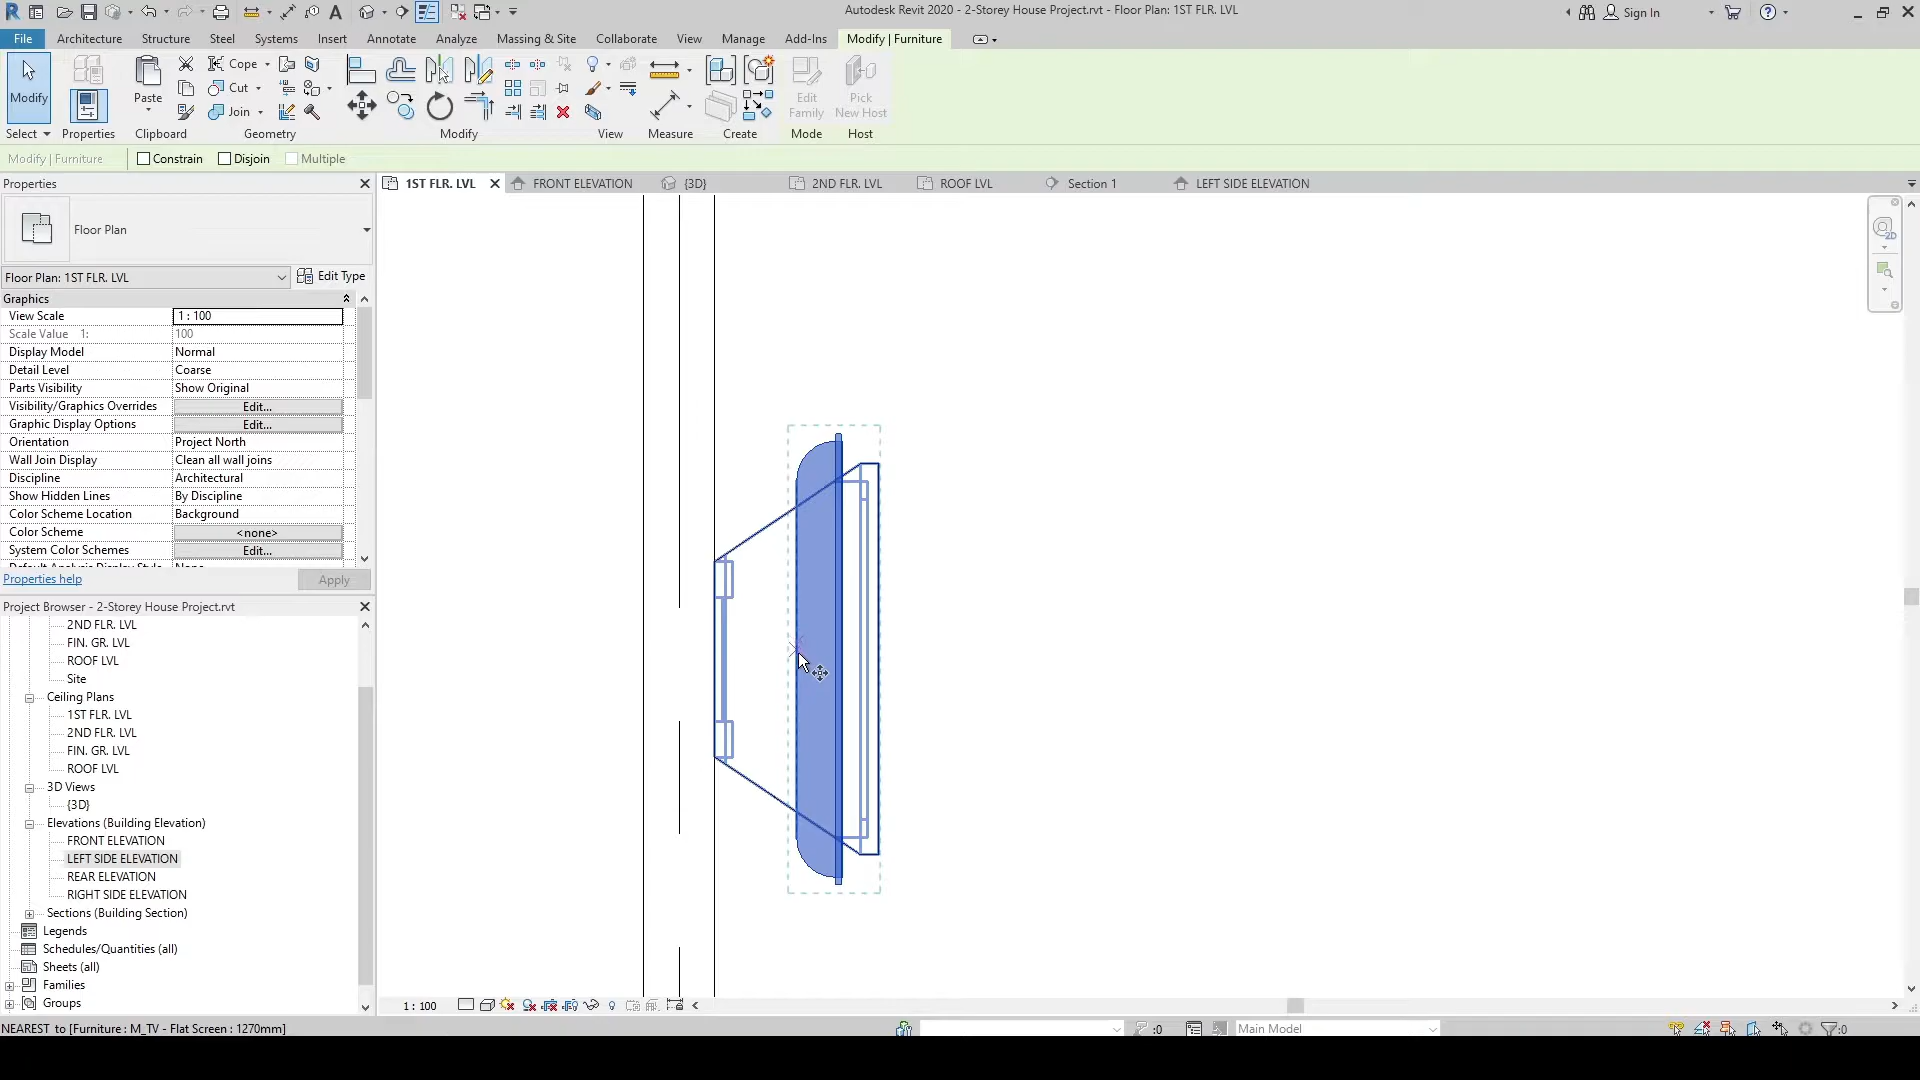 Autodesk Revit 2020 - 2-Storey House Project.rvt - Floor Plan: 1ST FLR. LVL
Sign In
File Architecture Structure Steel Systems Insert Annotate Analyze Massing & Site Collaborate View Manage Add-Ins Modify | Furniture
Modify
Paste
Cope
Cut
Join
Edit
Family
Pick
New Host
Select Properties Clipboard Geometry Modify View Measure Create Mode Host
Modify | Furniture Constrain Disjoin Multiple
Properties
1ST FLR. LVL FRONT ELEVATION {3D} 2ND FLR. LVL ROOF LVL Section 1 LEFT SIDE ELEVATION
2D
Floor Plan
Floor Plan: 1ST FLR. LVL Edit Type
Graphics
View Scale 1 : 100
Scale Value 1: 100
Display Model Normal
Detail Level Coarse
Parts Visibility Show Original
Visibility/Graphics Overrides Edit...
Graphic Display Options Edit...
Orientation Project North
Wall Join Display Clean all wall joins
Discipline Architectural
Show Hidden Lines By Discipline
Color Scheme Location Background
Color Scheme <none>
System Color Schemes Edit...
Properties help Apply
Project Browser - 2-Storey House Project.rvt
2ND FLR. LVL
FIN. GR. LVL
ROOF LVL
Site
Ceiling Plans
1ST FLR. LVL
2ND FLR. LVL
FIN. GR. LVL
ROOF LVL
3D Views
{3D}
Elevations (Building Elevation)
FRONT ELEVATION
LEFT SIDE ELEVATION
REAR ELEVATION
RIGHT SIDE ELEVATION
Sections (Building Section)
Legends
Schedules/Quantities (all)
Sheets (all)
Families
Groups
1 : 100
NEAREST to [Furniture : M_TV - Flat Screen : 1270mm]
:0
Main Model
:0